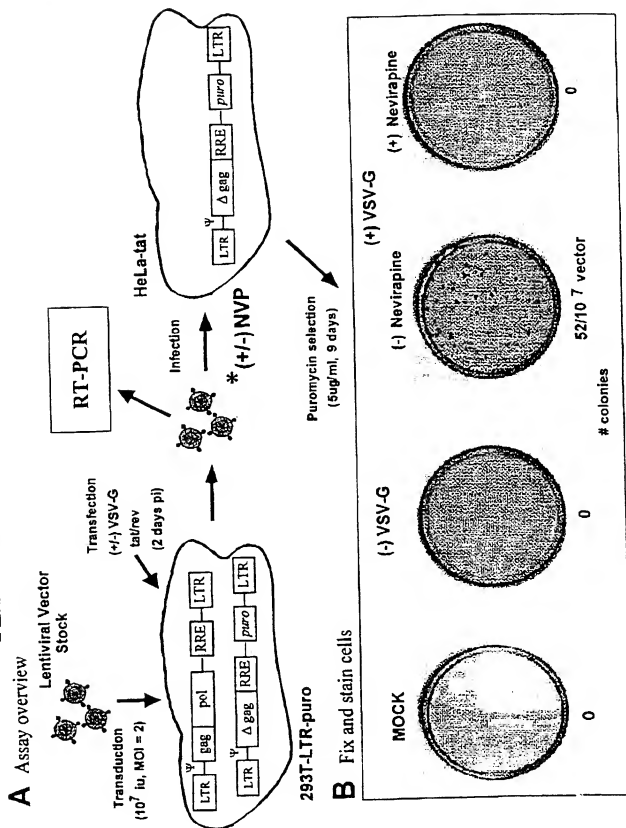 A Assay overview
Lentiviral Vector
Stock
Transduction
(10⁷ iu, MOI = 2)
Transfection
(+/-) VSV-G
tat/rev
(2 days pi)
RT-PCR
Infection
* (+/-) NVP
HeLa-tat
LTR Ψ Δ gag RRE puro LTR
LTR Ψ gag pol RRE LTR
LTR Ψ Δ gag RRE puro LTR
293T-LTR-puro
Puromycin selection
(5ug/ml, 9 days)
B Fix and stain cells
MOCK
(-) VSV-G
(+) VSV-G
(-) Nevirapine
(+) Nevirapine
0
0
52/10⁷ vector
0
# colonies